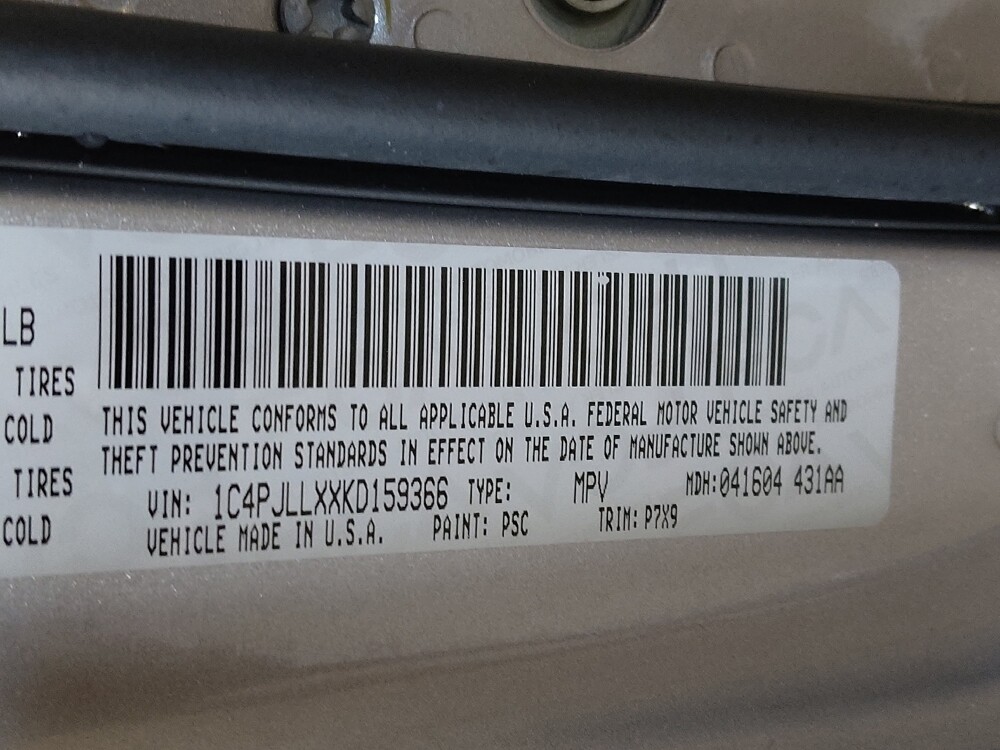 LB
TIRES
COLD
TIRES
COLD
THIS VEHICLE CONFORMS TO ALL APPLICABLE U.S.A. FEDERAL MOTOR VEHICLE SAFETY AND
THEFT PREVENTION STANDARDS IN EFFECT ON THE DATE OF MANUFACTURE SHOWN ABOVE.
VIN: 1C4PJLLXXKD159366 TYPE: MPV MDH:041604 431AA
VEHICLE MADE IN U.S.A. PAINT: PSC TRIM: P7X9